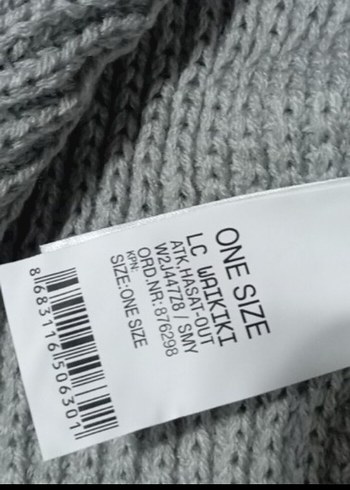 ONE SIZE
LC WAIKIKI
ATK,HASAT-OUT
W2J447Z8 / SMY
ORD.NR: 876298
KPN:
SIZE:ONE SIZE
8683116506301